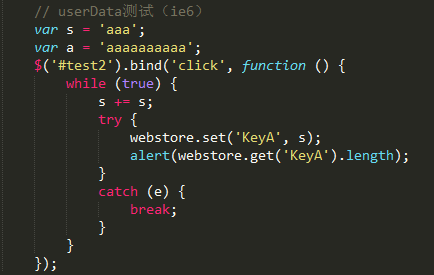 // userData测试（ie6）
var s = 'aaa';
var a = 'aaaaaaaaaa';
$('#test2').bind('click', function () {
    while (true) {
        s += s;
        try {
            webstore.set('KeyA', s);
            alert(webstore.get('KeyA').length);
        }
        catch (e) {
            break;
        }
    }
});